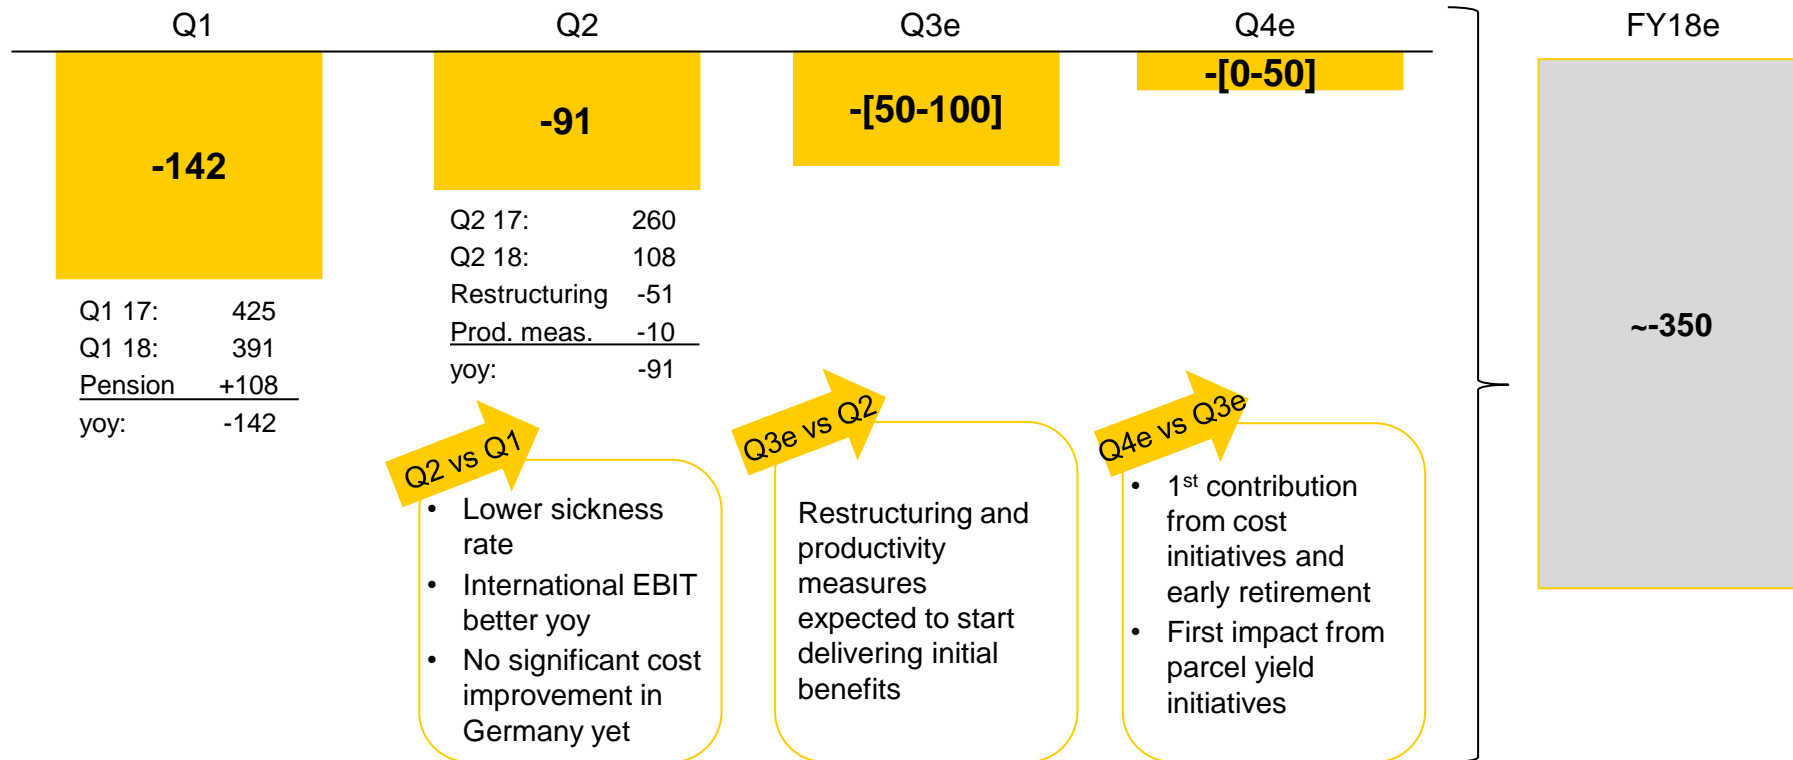 Q1
Q2
Q3e
Q4e
FY18e
-142
-91
-[50-100]
-[0-50]
~-350
Q1 17: 425
Q1 18: 391
Pension +108
yoy: -142
Q2 17: 260
Q2 18: 108
Restructuring -51
Prod. meas. -10
yoy: -91
Q2 vs Q1
• Lower sickness
rate
• International EBIT
better yoy
• No significant cost
improvement in
Germany yet
Q3e vs Q2
Restructuring and
productivity
measures
expected to start
delivering initial
benefits
Q4e vs Q3e
• 1st contribution
from cost
initiatives and
early retirement
• First impact from
parcel yield
initiatives